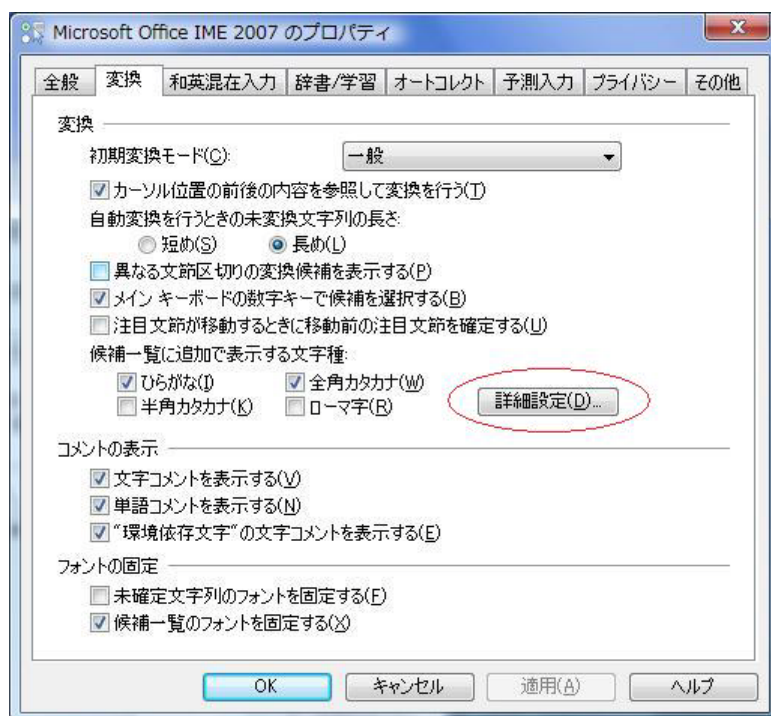 Microsoft Office IME 2007 のプロパティ
全般 変換 和英混在入力 辞書/学習 オートコレクト 予測入力 プライバシー その他
変換
初期変換モード(C): 一般
カーソル位置の前後の内容を参照して変換を行う(T)
自動変換を行うときの未変換文字列の長さ:
短め(S) 長め(L)
異なる文節区切りの変換候補を表示する(P)
メイン キーボードの数字キーで候補を選択する(B)
注目文節が移動するときに移動前の注目文節を確定する(U)
候補一覧に追加で表示する文字種:
ひらがな(I) 全角カタカナ(W)
半角カタカナ(K) ローマ字(R) 詳細設定(D)...
コメントの表示
文字コメントを表示する(V)
単語コメントを表示する(N)
"環境依存文字"の文字コメントを表示する(E)
フォントの固定
未確定文字列のフォントを固定する(F)
候補一覧のフォントを固定する(X)
OK キャンセル 適用(A) ヘルプ